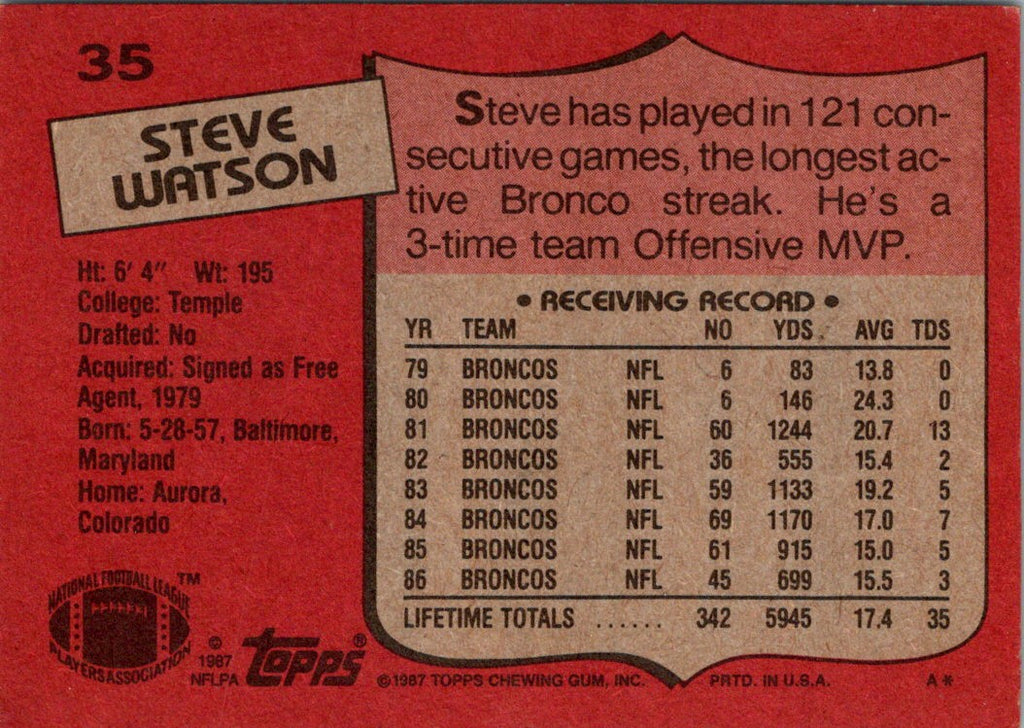 35
STEVE
WATSON
Ht: 6' 4" Wt: 195
College: Temple
Drafted: No
Acquired: Signed as Free
Agent, 1979
Born: 5-28-57, Baltimore,
Maryland
Home: Aurora,
Colorado
NATIONAL FOOTBALL LEAGUE ™
PLAYERS ASSOCIATION
©
1987
NFLPA
topps®
Steve has played in 121 con-
secutive games, the longest ac-
tive Bronco streak. He's a
3-time team Offensive MVP.
• RECEIVING RECORD •
YR TEAM NO YDS. AVG TDS
79 BRONCOS NFL 6 83 13.8 0
80 BRONCOS NFL 6 146 24.3 0
81 BRONCOS NFL 60 1244 20.7 13
82 BRONCOS NFL 36 555 15.4 2
83 BRONCOS NFL 59 1133 19.2 5
84 BRONCOS NFL 69 1170 17.0 7
85 BRONCOS NFL 61 915 15.0 5
86 BRONCOS NFL 45 699 15.5 3
LIFETIME TOTALS ...... 342 5945 17.4 35
©1987 TOPPS CHEWING GUM, INC. PRTD. IN U.S.A. A*